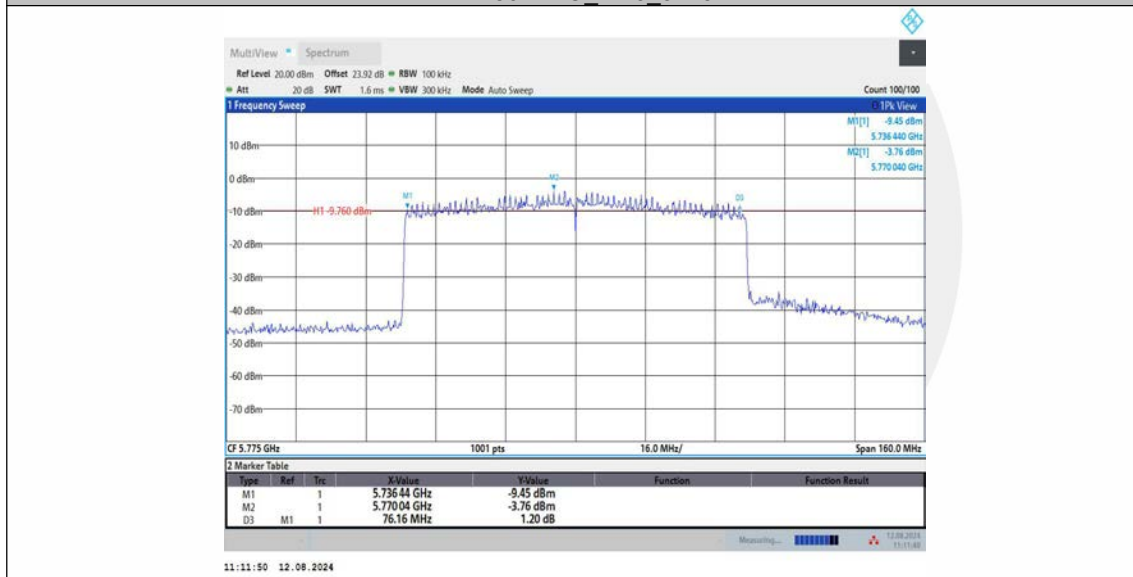 MultiView Spectrum
Ref Level 20.00 dBm Offset 23.92 dB RBW 100 kHz
Att 20 dB SWT 1.6 ms VBW 300 kHz Mode Auto Sweep Count 100/100
1 Frequency Sweep 1Pk View
M1[1] -9.45 dBm
5.736 440 GHz
M2[1] -3.76 dBm
5.770 040 GHz
10 dBm
0 dBm
M2
M1 D3
-10 dBm H1 -9.760 dBm
-20 dBm
-30 dBm
-40 dBm
-50 dBm
-60 dBm
-70 dBm
CF 5.775 GHz 1001 pts 16.0 MHz/ Span 160.0 MHz
2 Marker Table
Type Ref Trc X-Value Y-Value Function Function Result
M1 1 5.736 44 GHz -9.45 dBm
M2 1 5.770 04 GHz -3.76 dBm
D3 M1 1 76.16 MHz 1.20 dB
Measuring... 12.08.2024
11:11:49
11:11:50 12.08.2024